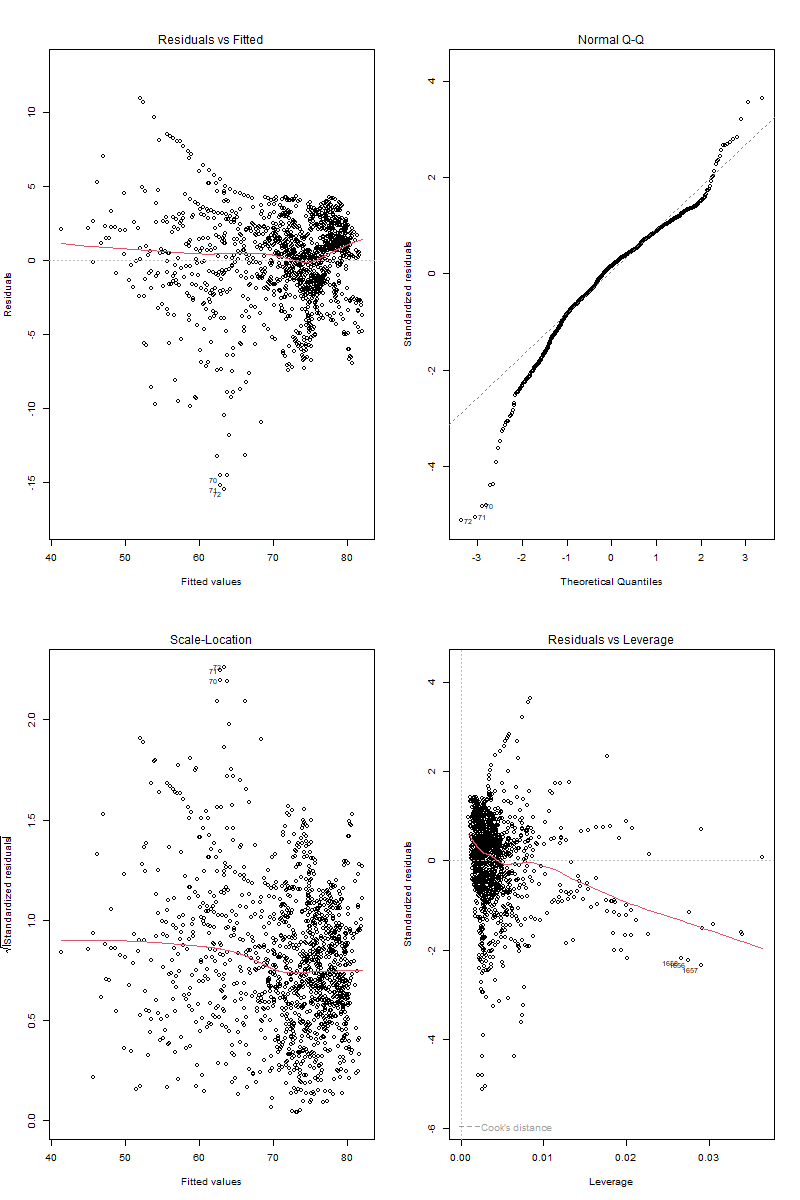 Residuals vs Fitted
Residuals
10
5
0
-5
-10
-15
70
71
72
40 50 60 70 80
Fitted values
Normal Q-Q
Standardized residuals
4
2
0
-2
-4
72 71 70
-3 -2 -1 0 1 2 3
Theoretical Quantiles
Scale-Location
√|Standardized residuals|
2.0
1.5
1.0
0.5
0.0
72
71
70
40 50 60 70 80
Fitted values
Residuals vs Leverage
Standardized residuals
4
2
0
-2
-4
-6
1657
Cook's distance
0.00 0.01 0.02 0.03
Leverage